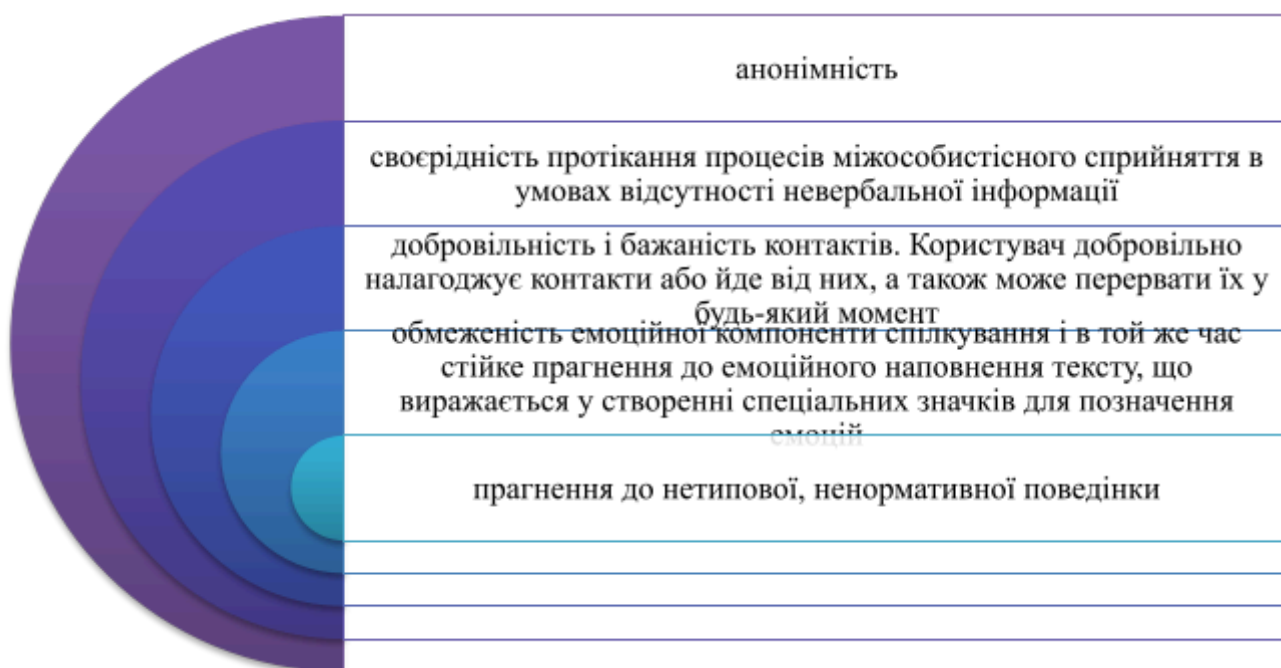 анонімність
своєрідність протікання процесів міжособистісного сприйняття в
умовах відсутності невербальної інформації
добровільність і бажаність контактів. Користувач добровільно
налагоджує контакти або йде від них, а також може перервати їх у
будь-який момент
обмеженість емоційної компоненти спілкування і в той же час
стійке прагнення до емоційного наповнення тексту, що
виражається у створенні спеціальних значків для позначення
емоцій
прагнення до нетипової, ненормативної поведінки